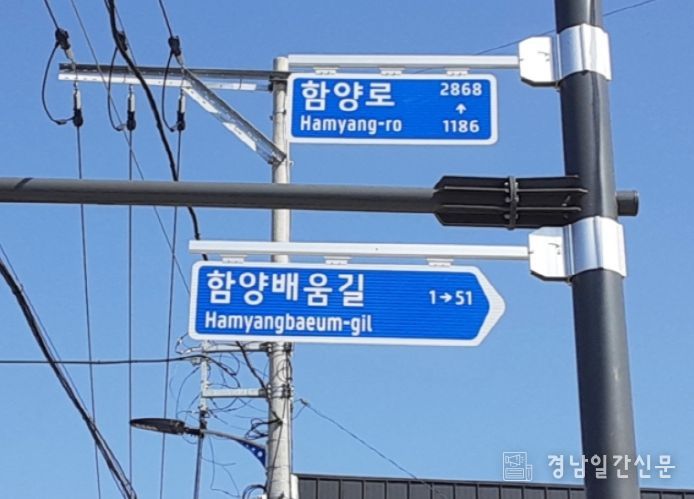 함양로 2868
↑
Hamyang-ro 1186
함양배움길 1→51
Hamyangbaeum-gil
경남일간신문